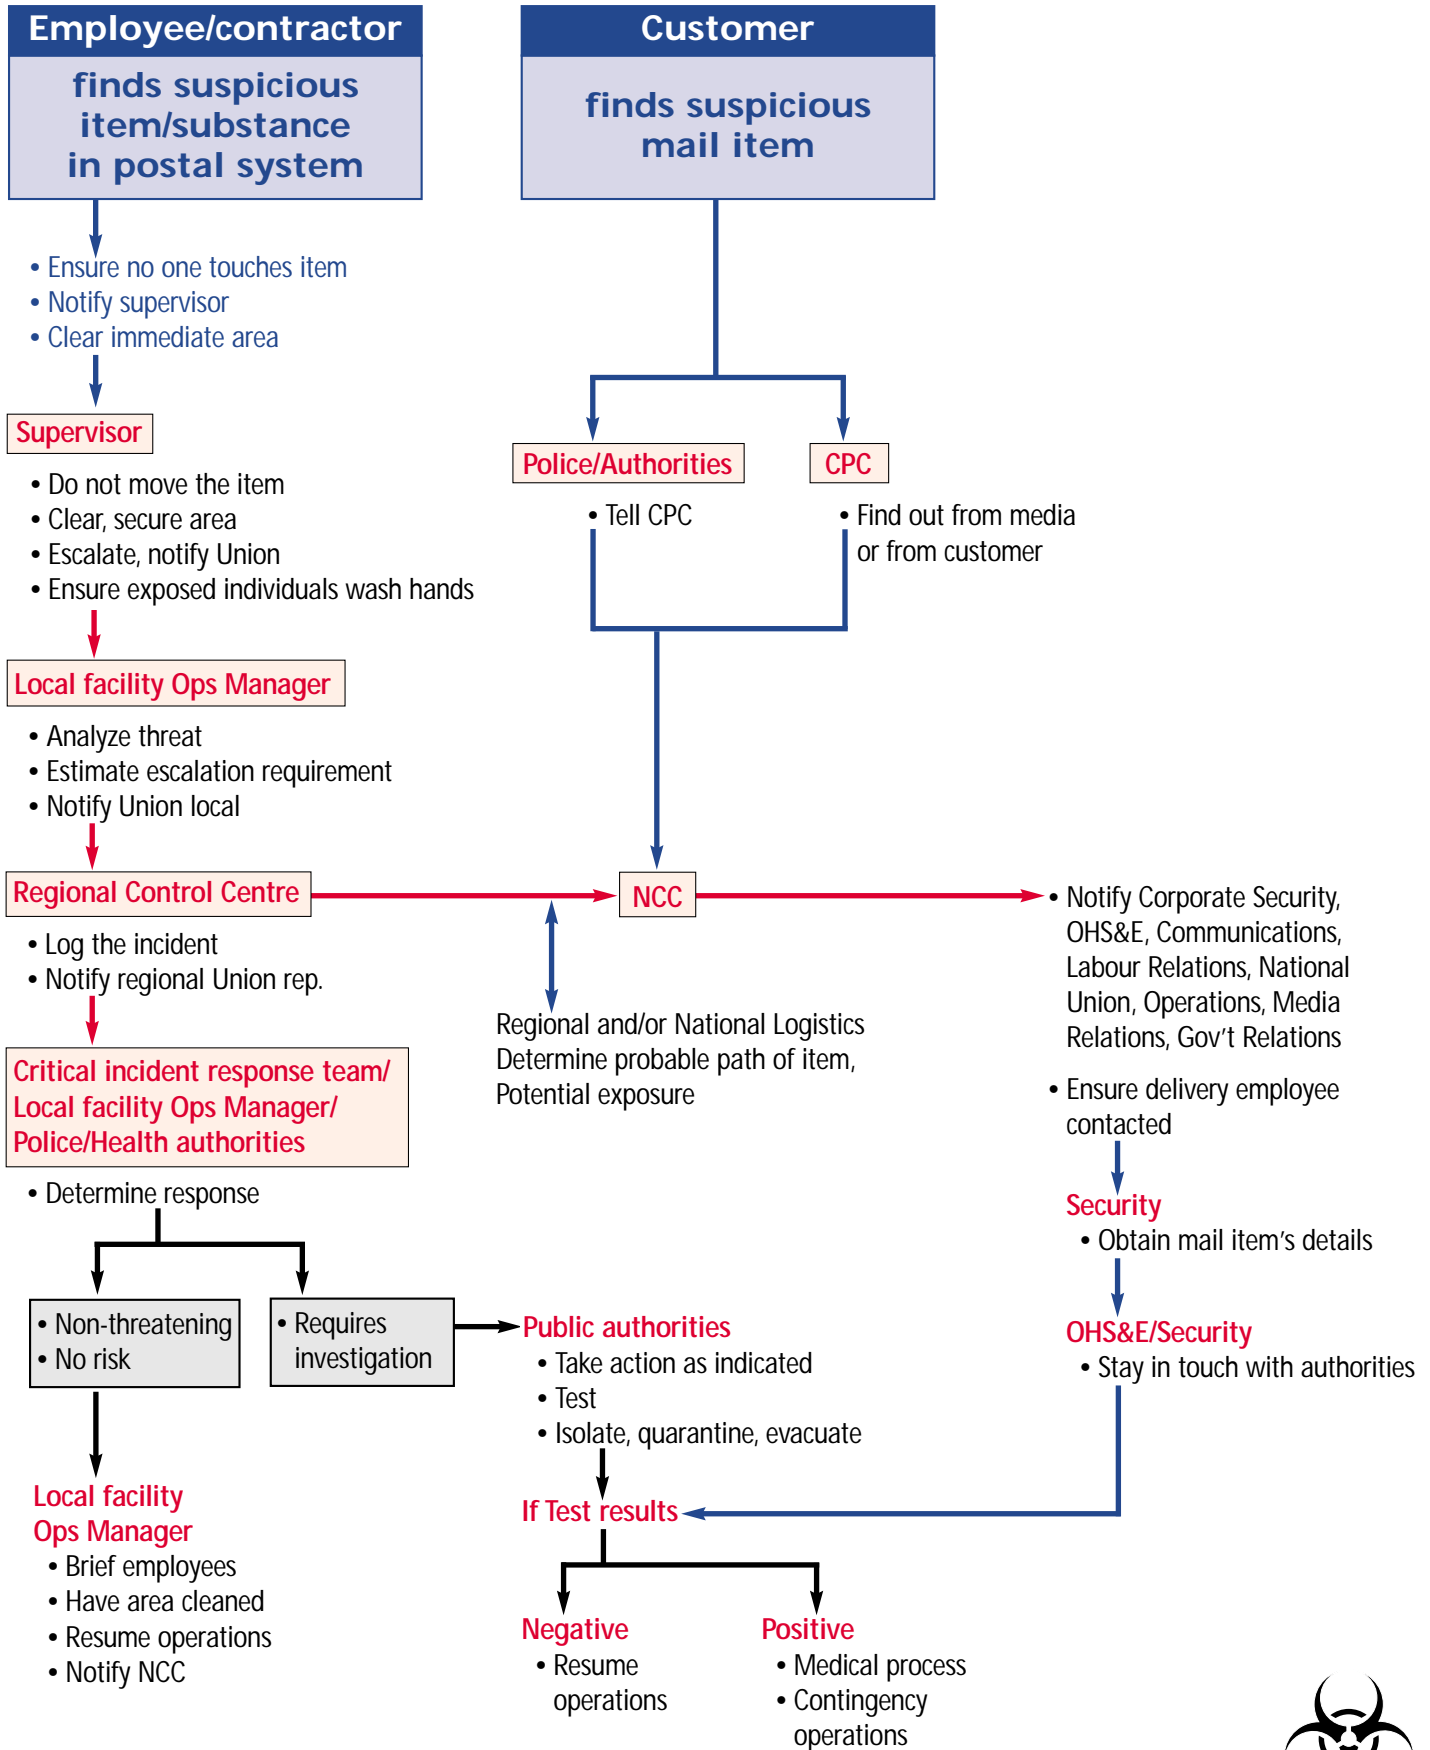 Employee/contractor
finds suspicious
item/substance
in postal system
• Ensure no one touches item
• Notify supervisor
• Clear immediate area
Supervisor
• Do not move the item
• Clear, secure area
• Escalate, notify Union
• Ensure exposed individuals wash hands
Local facility Ops Manager
• Analyze threat
• Estimate escalation requirement
• Notify Union local
Regional Control Centre
• Log the incident
• Notify regional Union rep.
Critical incident response team/
Local facility Ops Manager/
Police/Health authorities
• Determine response
• Non-threatening
• No risk
• Requires
investigation
Local facility
Ops Manager
• Brief employees
• Have area cleaned
• Resume operations
• Notify NCC
Customer
finds suspicious
mail item
Police/Authorities
• Tell CPC
CPC
• Find out from media
or from customer
NCC
Regional and/or National Logistics
Determine probable path of item,
Potential exposure
• Notify Corporate Security,
OHS&E, Communications,
Labour Relations, National
Union, Operations, Media
Relations, Gov't Relations
• Ensure delivery employee
contacted
Security
• Obtain mail item's details
OHS&E/Security
• Stay in touch with authorities
Public authorities
• Take action as indicated
• Test
• Isolate, quarantine, evacuate
If Test results
Negative
• Resume
operations
Positive
• Medical process
• Contingency
operations